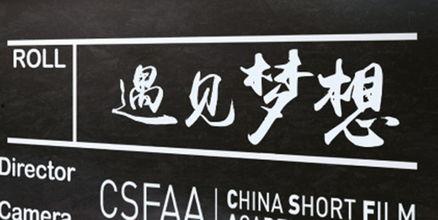 ROLL
遇见梦想
Director
Camera
CSFAA | CHINA SHORT FILM